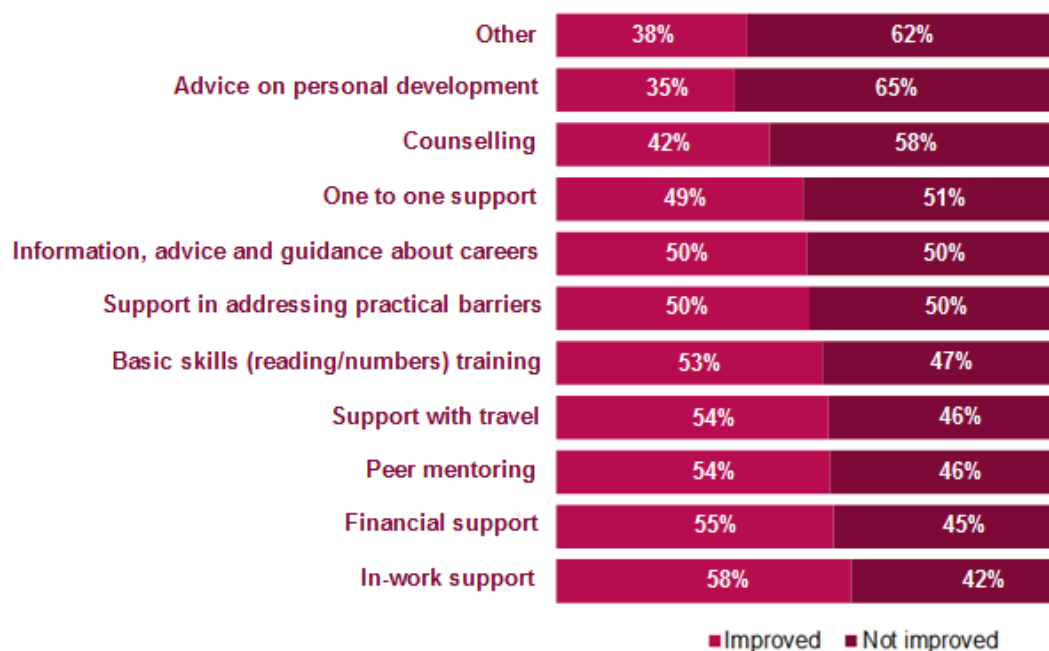 Other 38% 62%
Advice on personal development 35% 65%
Counselling 42% 58%
One to one support 49% 51%
Information, advice and guidance about careers 50% 50%
Support in addressing practical barriers 50% 50%
Basic skills (reading/numbers) training 53% 47%
Support with travel 54% 46%
Peer mentoring 54% 46%
Financial support 55% 45%
In-work support 58% 42%
Improved Not improved